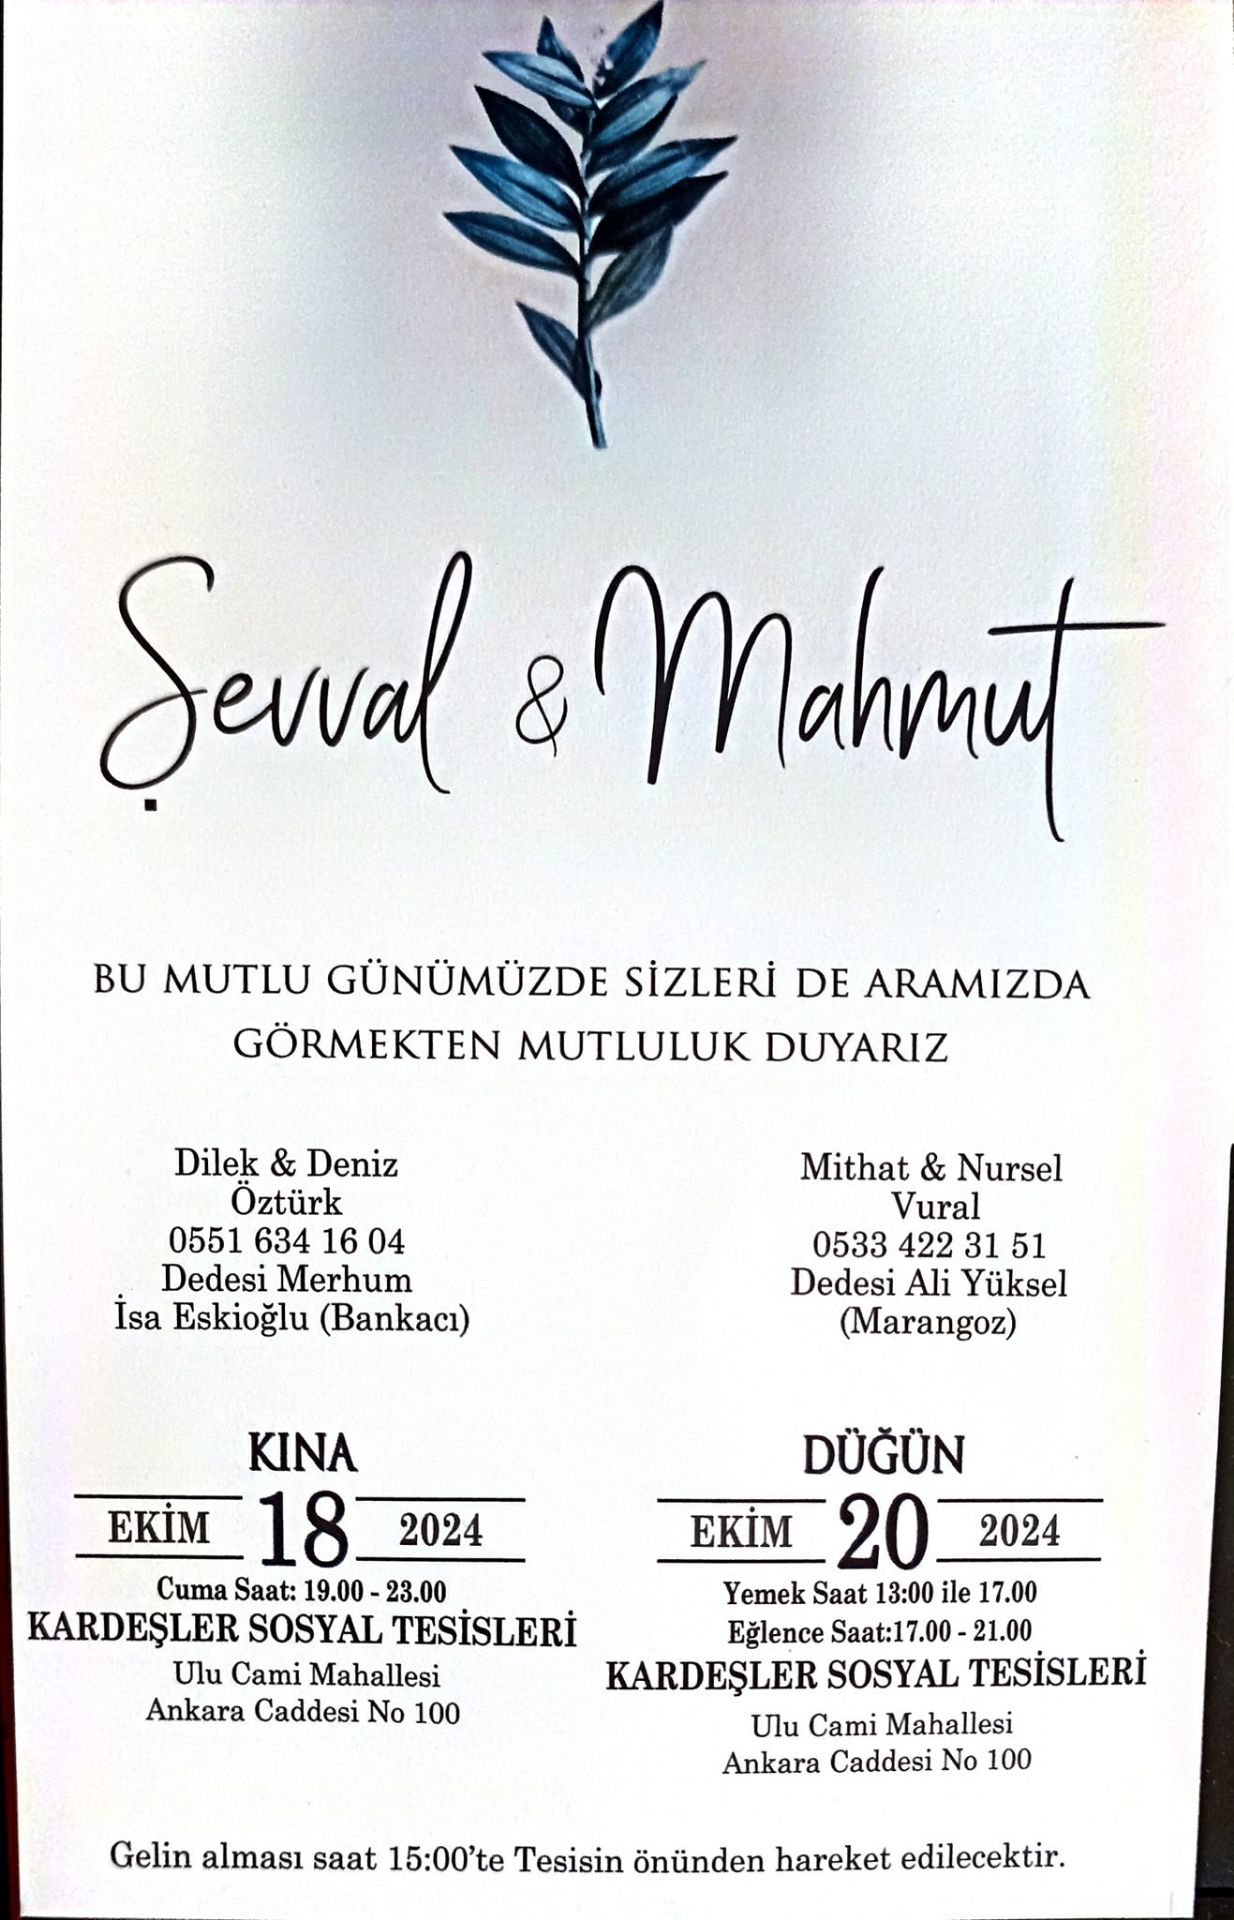 Şevval & Mahmut
BU MUTLU GÜNÜMÜZDE SİZLERİ DE ARAMIZDA
GÖRMEKTEN MUTLULUK DUYARIZ
Dilek & Deniz
Öztürk
0551 634 16 04
Dedesi Merhum
İsa Eskioğlu (Bankacı)
Mithat & Nursel
Vural
0533 422 31 51
Dedesi Ali Yüksel
(Marangoz)
KINA
EKİM 18 2024
Cuma Saat: 19.00 - 23.00
KARDEŞLER SOSYAL TESİSLERİ
Ulu Cami Mahallesi
Ankara Caddesi No 100
DÜĞÜN
EKİM 20 2024
Yemek Saat 13:00 ile 17.00
Eğlence Saat:17.00 - 21.00
KARDEŞLER SOSYAL TESİSLERİ
Ulu Cami Mahallesi
Ankara Caddesi No 100
Gelin alması saat 15:00'te Tesisin önünden hareket edilecektir.